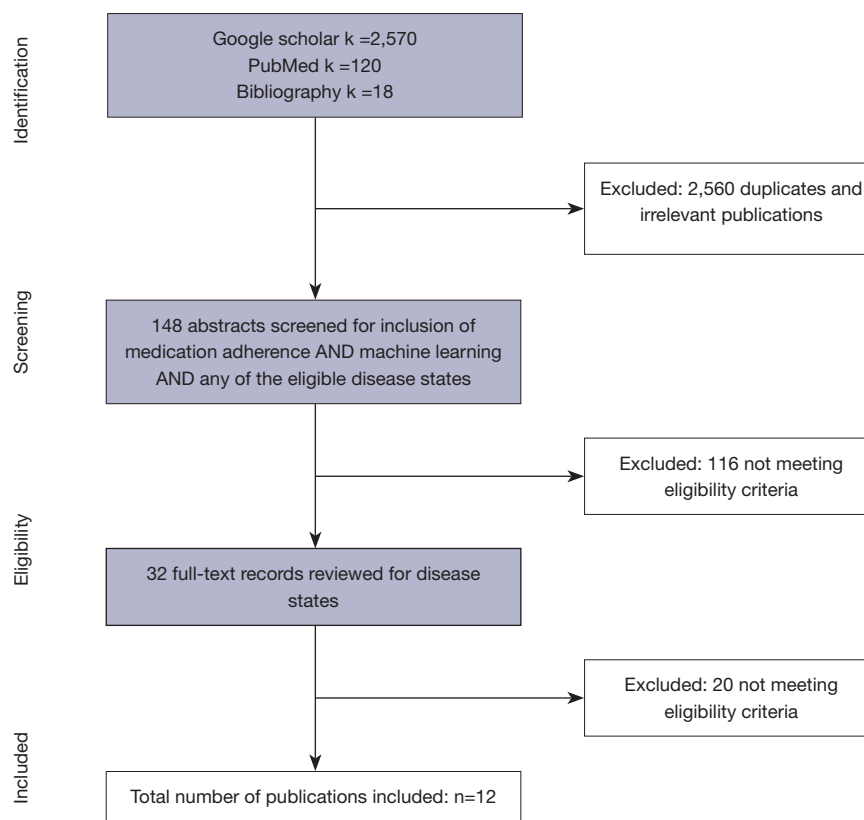 Identification
Google scholar k =2,570
PubMed k =120
Bibliography k =18
Excluded: 2,560 duplicates and
irrelevant publications
Screening
148 abstracts screened for inclusion of
medication adherence AND machine learning
AND any of the eligible disease states
Excluded: 116 not meeting
eligibility criteria
Eligibility
32 full-text records reviewed for disease
states
Excluded: 20 not meeting
eligibility criteria
Included
Total number of publications included: n=12